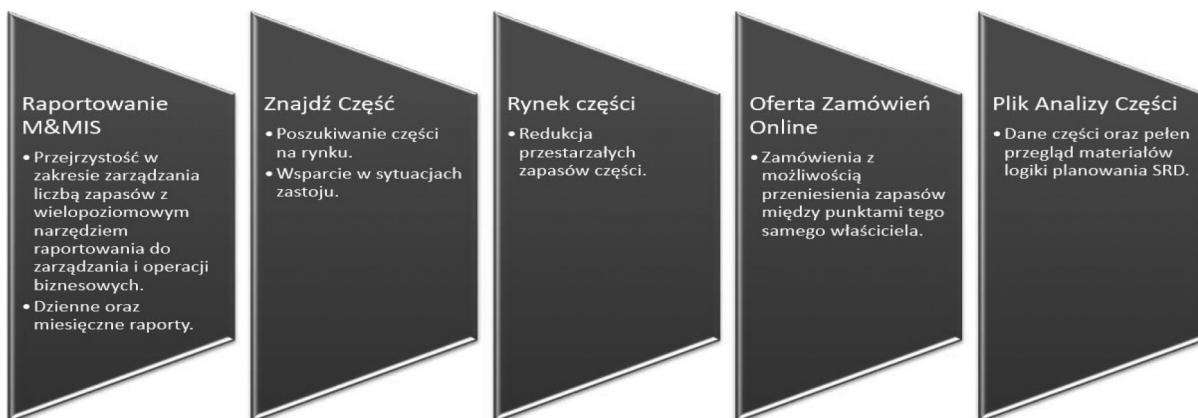 Raportowanie
M&MIS
• Przejrzystość w
zakresie zarządzania
liczbą zapasów z
wielopoziomowym
narzędziem
raportowania do
zarządzania i operacji
biznesowych.
• Dzienne oraz
miesięczne raporty.
Znajdź Część
• Poszukiwanie części
na rynku.
• Wsparcie w sytuacjach
zastoju.
Rynek części
• Redukcja
przestarzałych
zapasów części.
Oferta Zamówień
Online
• Zamówienia z
możliwością
przeniesienia zapasów
między punktami tego
samego właściciela.
Plik Analizy Części
• Dane części oraz pełen
przegląd materiałów
logiki planowania SRD.